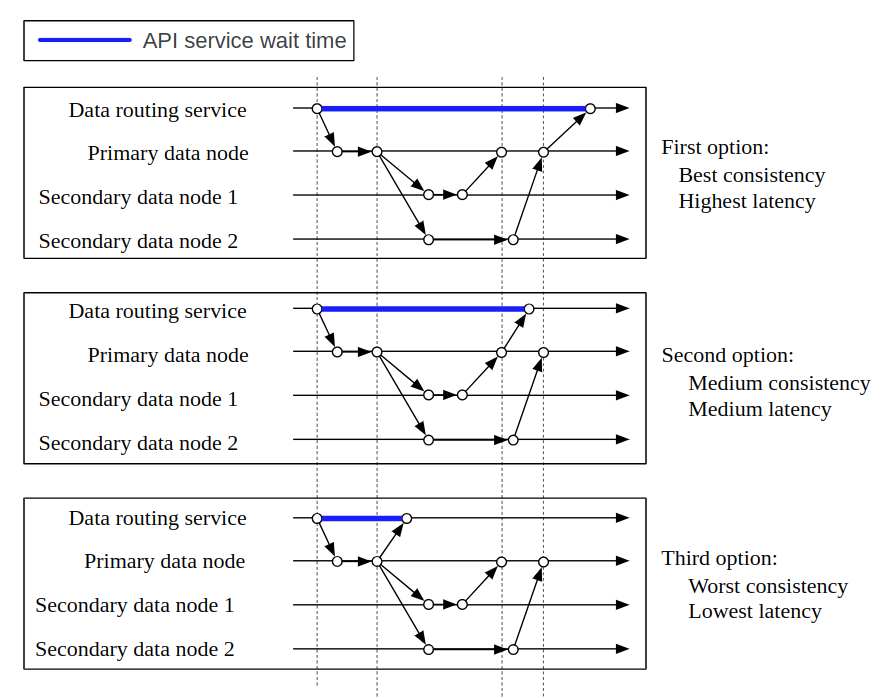 API service wait time
Data routing service
Primary data node
Secondary data node 1
Secondary data node 2
First option:
Best consistency
Highest latency
Data routing service
Primary data node
Secondary data node 1
Secondary data node 2
Second option:
Medium consistency
Medium latency
Data routing service
Primary data node
Secondary data node 1
Secondary data node 2
Third option:
Worst consistency
Lowest latency